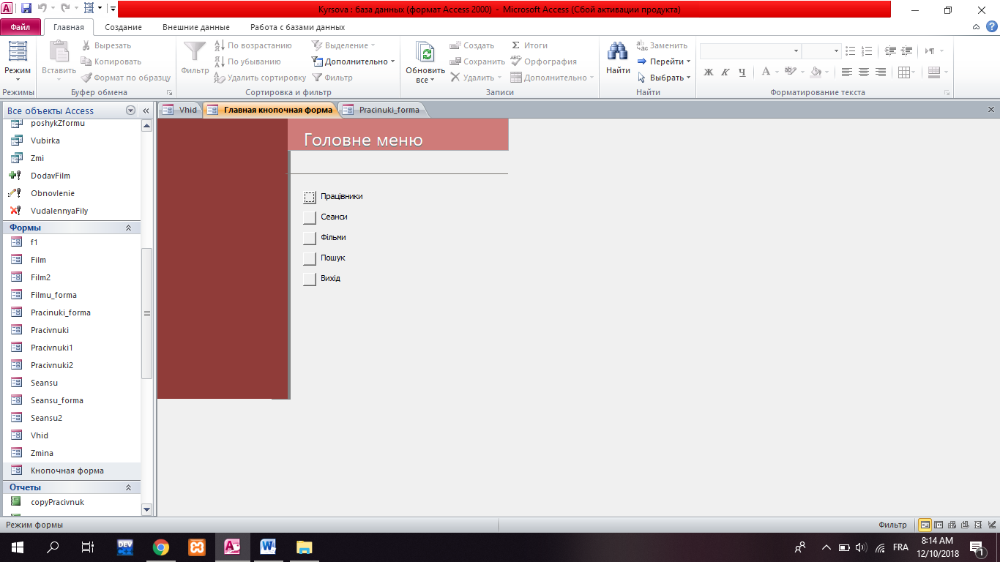 Kyrsova : база данных (формат Access 2000) - Microsoft Access (Сбой активации продукта)
Файл Главная Создание Внешние данные Работа с базами данных
Режим
Режимы
Вставить
Вырезать
Копировать
Формат по образцу
Буфер обмена
Фильтр
По возрастанию
По убыванию
Удалить сортировку
Выделение
Дополнительно
Фильтр
Сортировка и фильтр
Обновить все
Создать
Сохранить
Удалить
Итоги
Орфография
Дополнительно
Записи
Найти
Заменить
Перейти
Выбрать
Найти
Ж К Ч A ab
Форматирование текста
Все объекты Access
poshykZformu
Vubirka
Zmi
DodavFilm
Obnovlenie
VudalennyaFily
Формы
f1
Film
Film2
Filmu_forma
Pracinuki_forma
Pracivnuki
Pracivnuki1
Pracivnuki2
Seansu
Seansu_forma
Seansu2
Vhid
Zmina
Кнопочная форма
Отчеты
copyPracivnuk
Vhid Главная кнопочная форма Pracinuki_forma
Головне меню
Працівники
Сеанси
Фільми
Пошук
Вихід
Режим формы
Фильтр
DEV
FRA
8:14 AM
12/10/2018
1